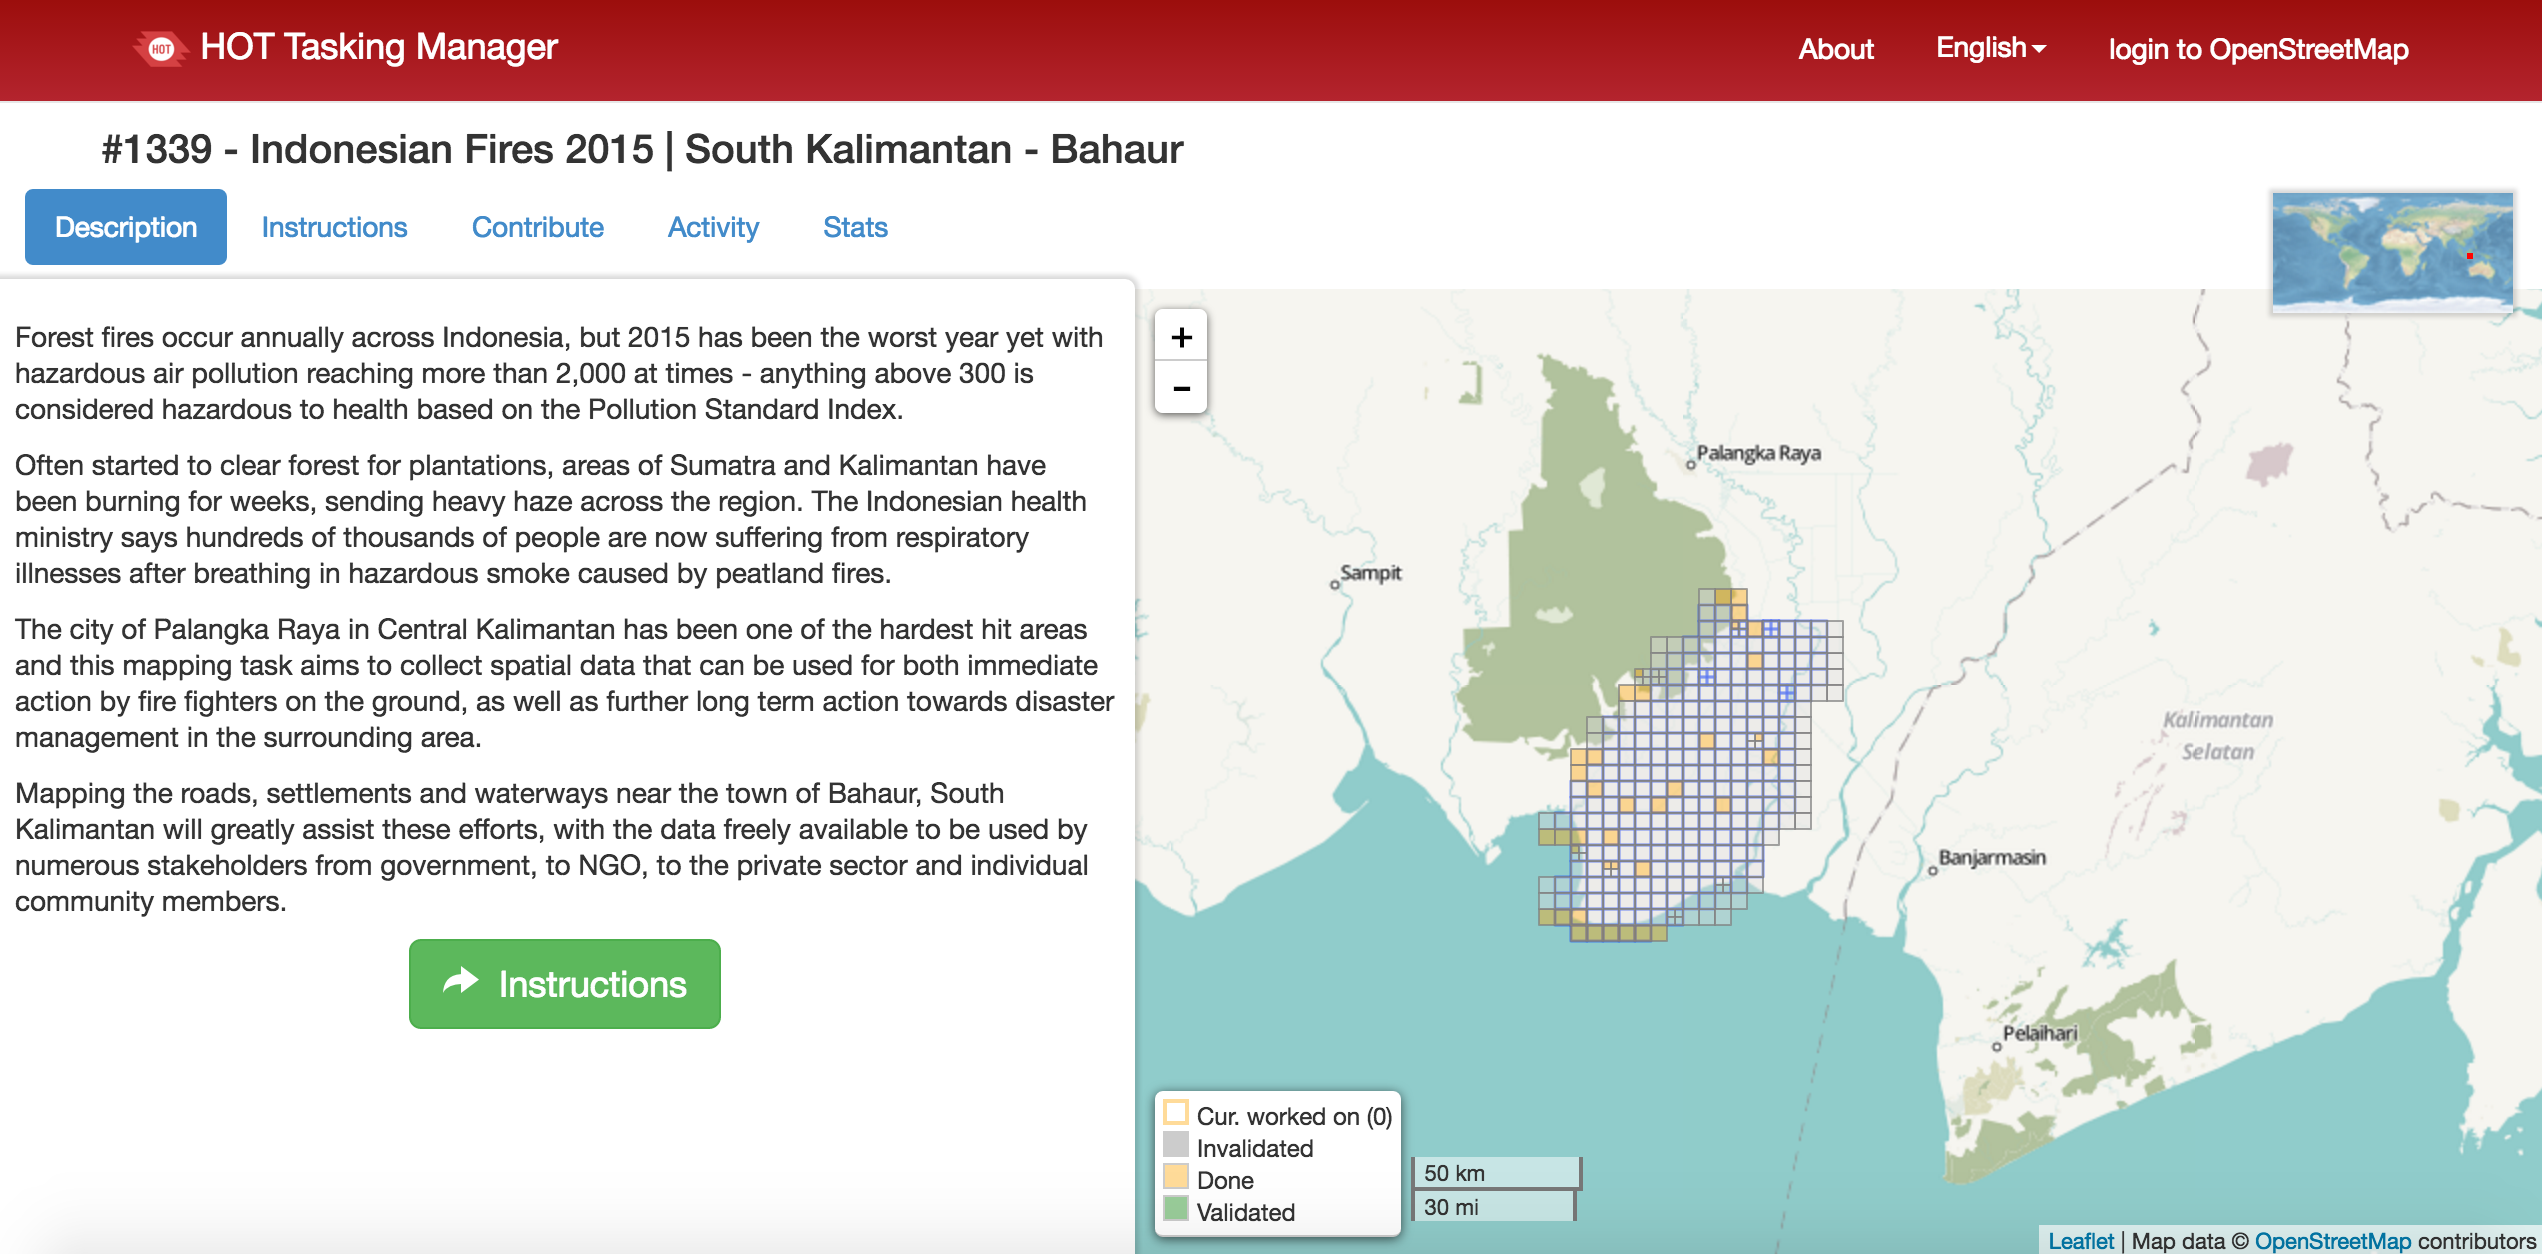 HOT
HOT Tasking Manager
About
English
login to OpenStreetMap
#1339 - Indonesian Fires 2015 | South Kalimantan - Bahaur
Description
Instructions
Contribute
Activity
Stats
Forest fires occur annually across Indonesia, but 2015 has been the worst year yet with
hazardous air pollution reaching more than 2,000 at times - anything above 300 is
considered hazardous to health based on the Pollution Standard Index.
Often started to clear forest for plantations, areas of Sumatra and Kalimantan have
been burning for weeks, sending heavy haze across the region. The Indonesian health
ministry says hundreds of thousands of people are now suffering from respiratory
illnesses after breathing in hazardous smoke caused by peatland fires.
The city of Palangka Raya in Central Kalimantan has been one of the hardest hit areas
and this mapping task aims to collect spatial data that can be used for both immediate
action by fire fighters on the ground, as well as further long term action towards disaster
management in the surrounding area.
Mapping the roads, settlements and waterways near the town of Bahaur, South
Kalimantan will greatly assist these efforts, with the data freely available to be used by
numerous stakeholders from government, to NGO, to the private sector and individual
community members.
Instructions
+
−
Palangka Raya
Sampit
Kalimantan
Selatan
Banjarmasin
Pelaihari
Cur. worked on (0)
Invalidated
Done
Validated
50 km
30 mi
Leaflet | Map data © OpenStreetMap contributors